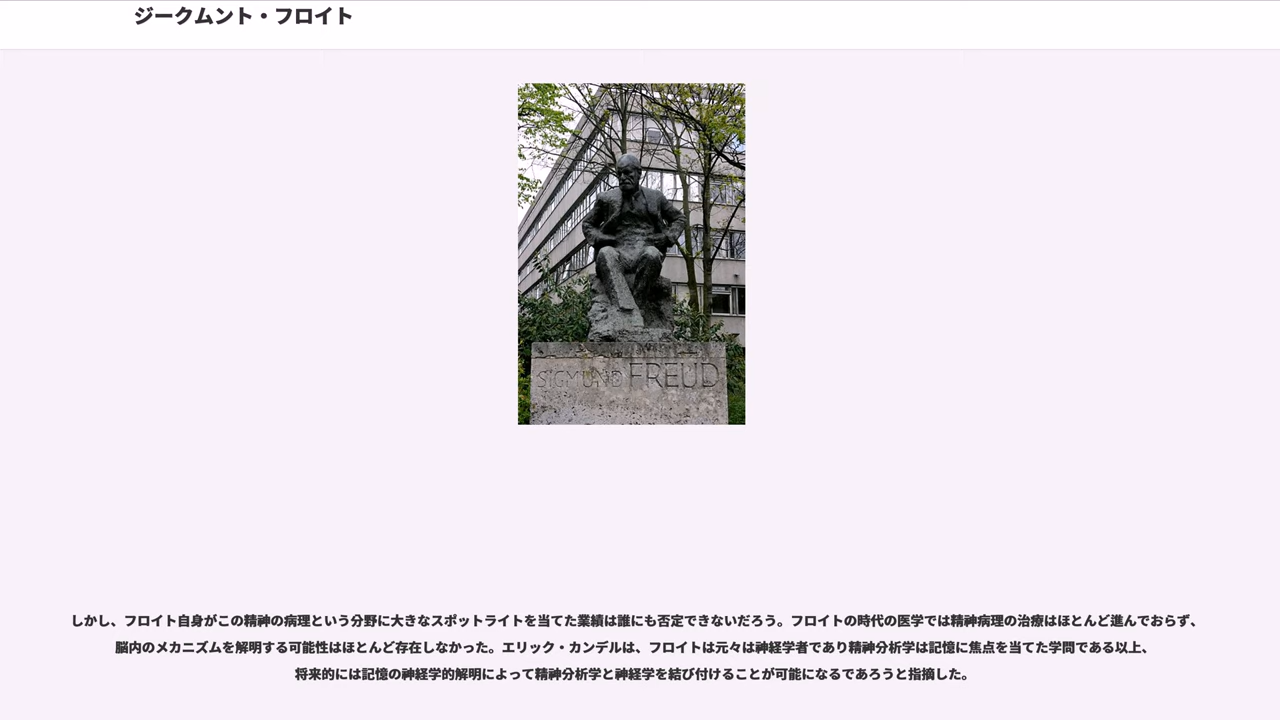 ジークムント・フロイト
SIGMUND FREUD
しかし、フロイト自身がこの精神の病理という分野に大きなスポットライトを当てた業績は誰にも否定できないだろう。フロイトの時代の医学では精神病理の治療はほとんど進んでおらず、
脳内のメカニズムを解明する可能性はほとんど存在しなかった。エリック・カンデルは、フロイトは元々は神経学者であり精神分析学は記憶に焦点を当てた学問である以上、
将来的には記憶の神経学的解明によって精神分析学と神経学を結び付けることが可能になるであろうと指摘した。